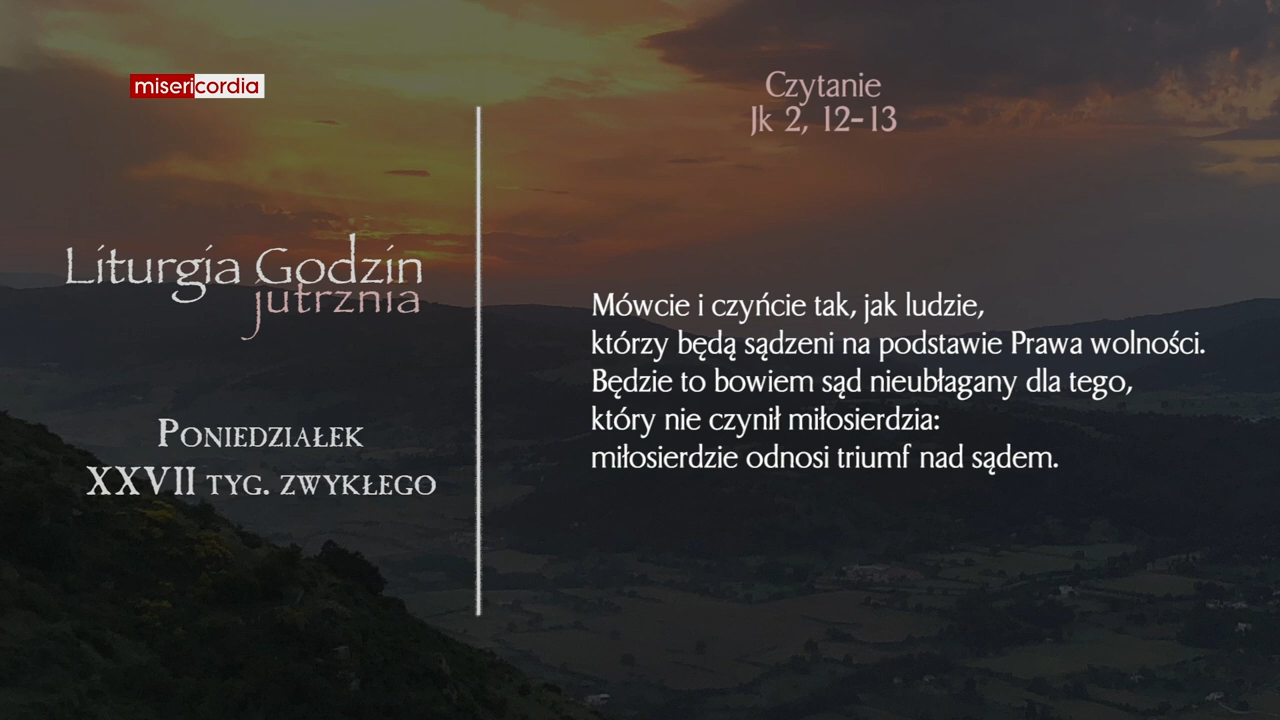 misericordia
Liturgia Godzin
jutrznia
Poniedziałek
XXVII tyg. zwykłego
Czytanie
Jk 2, 12-13
Mówcie i czyńcie tak, jak ludzie,
którzy będą sądzeni na podstawie Prawa wolności.
Będzie to bowiem sąd nieubłagany dla tego,
który nie czynił miłosierdzia:
miłosierdzie odnosi triumf nad sądem.